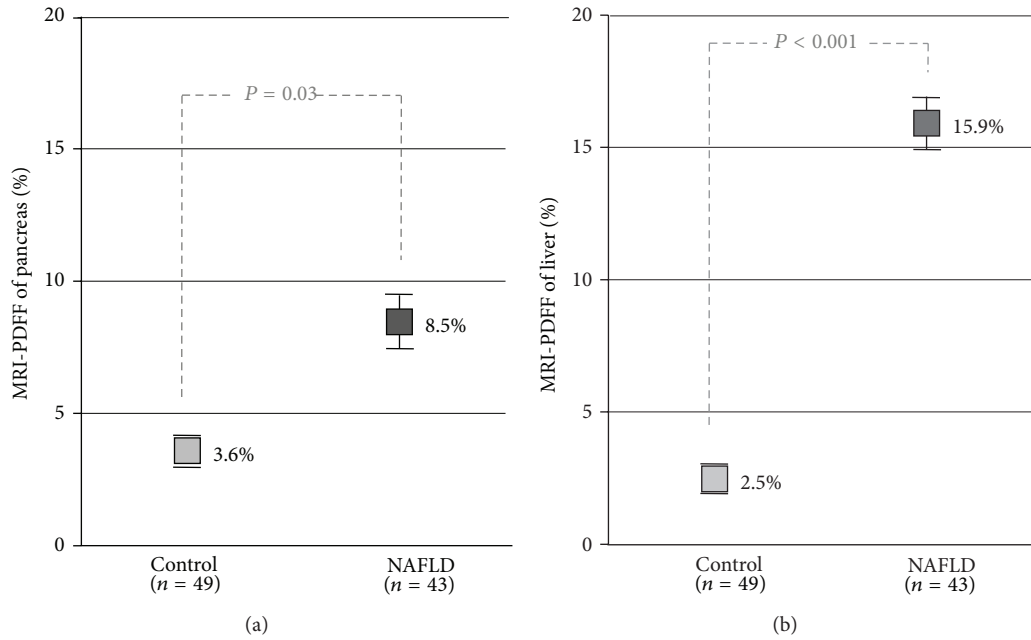 MRI-PDFF of pancreas (%)
20
15
10
5
0
P = 0.03
8.5%
3.6%
Control
(n = 49)
NAFLD
(n = 43)
(a)
MRI-PDFF of liver (%)
20
15
10
5
0
P < 0.001
15.9%
2.5%
Control
(n = 49)
NAFLD
(n = 43)
(b)